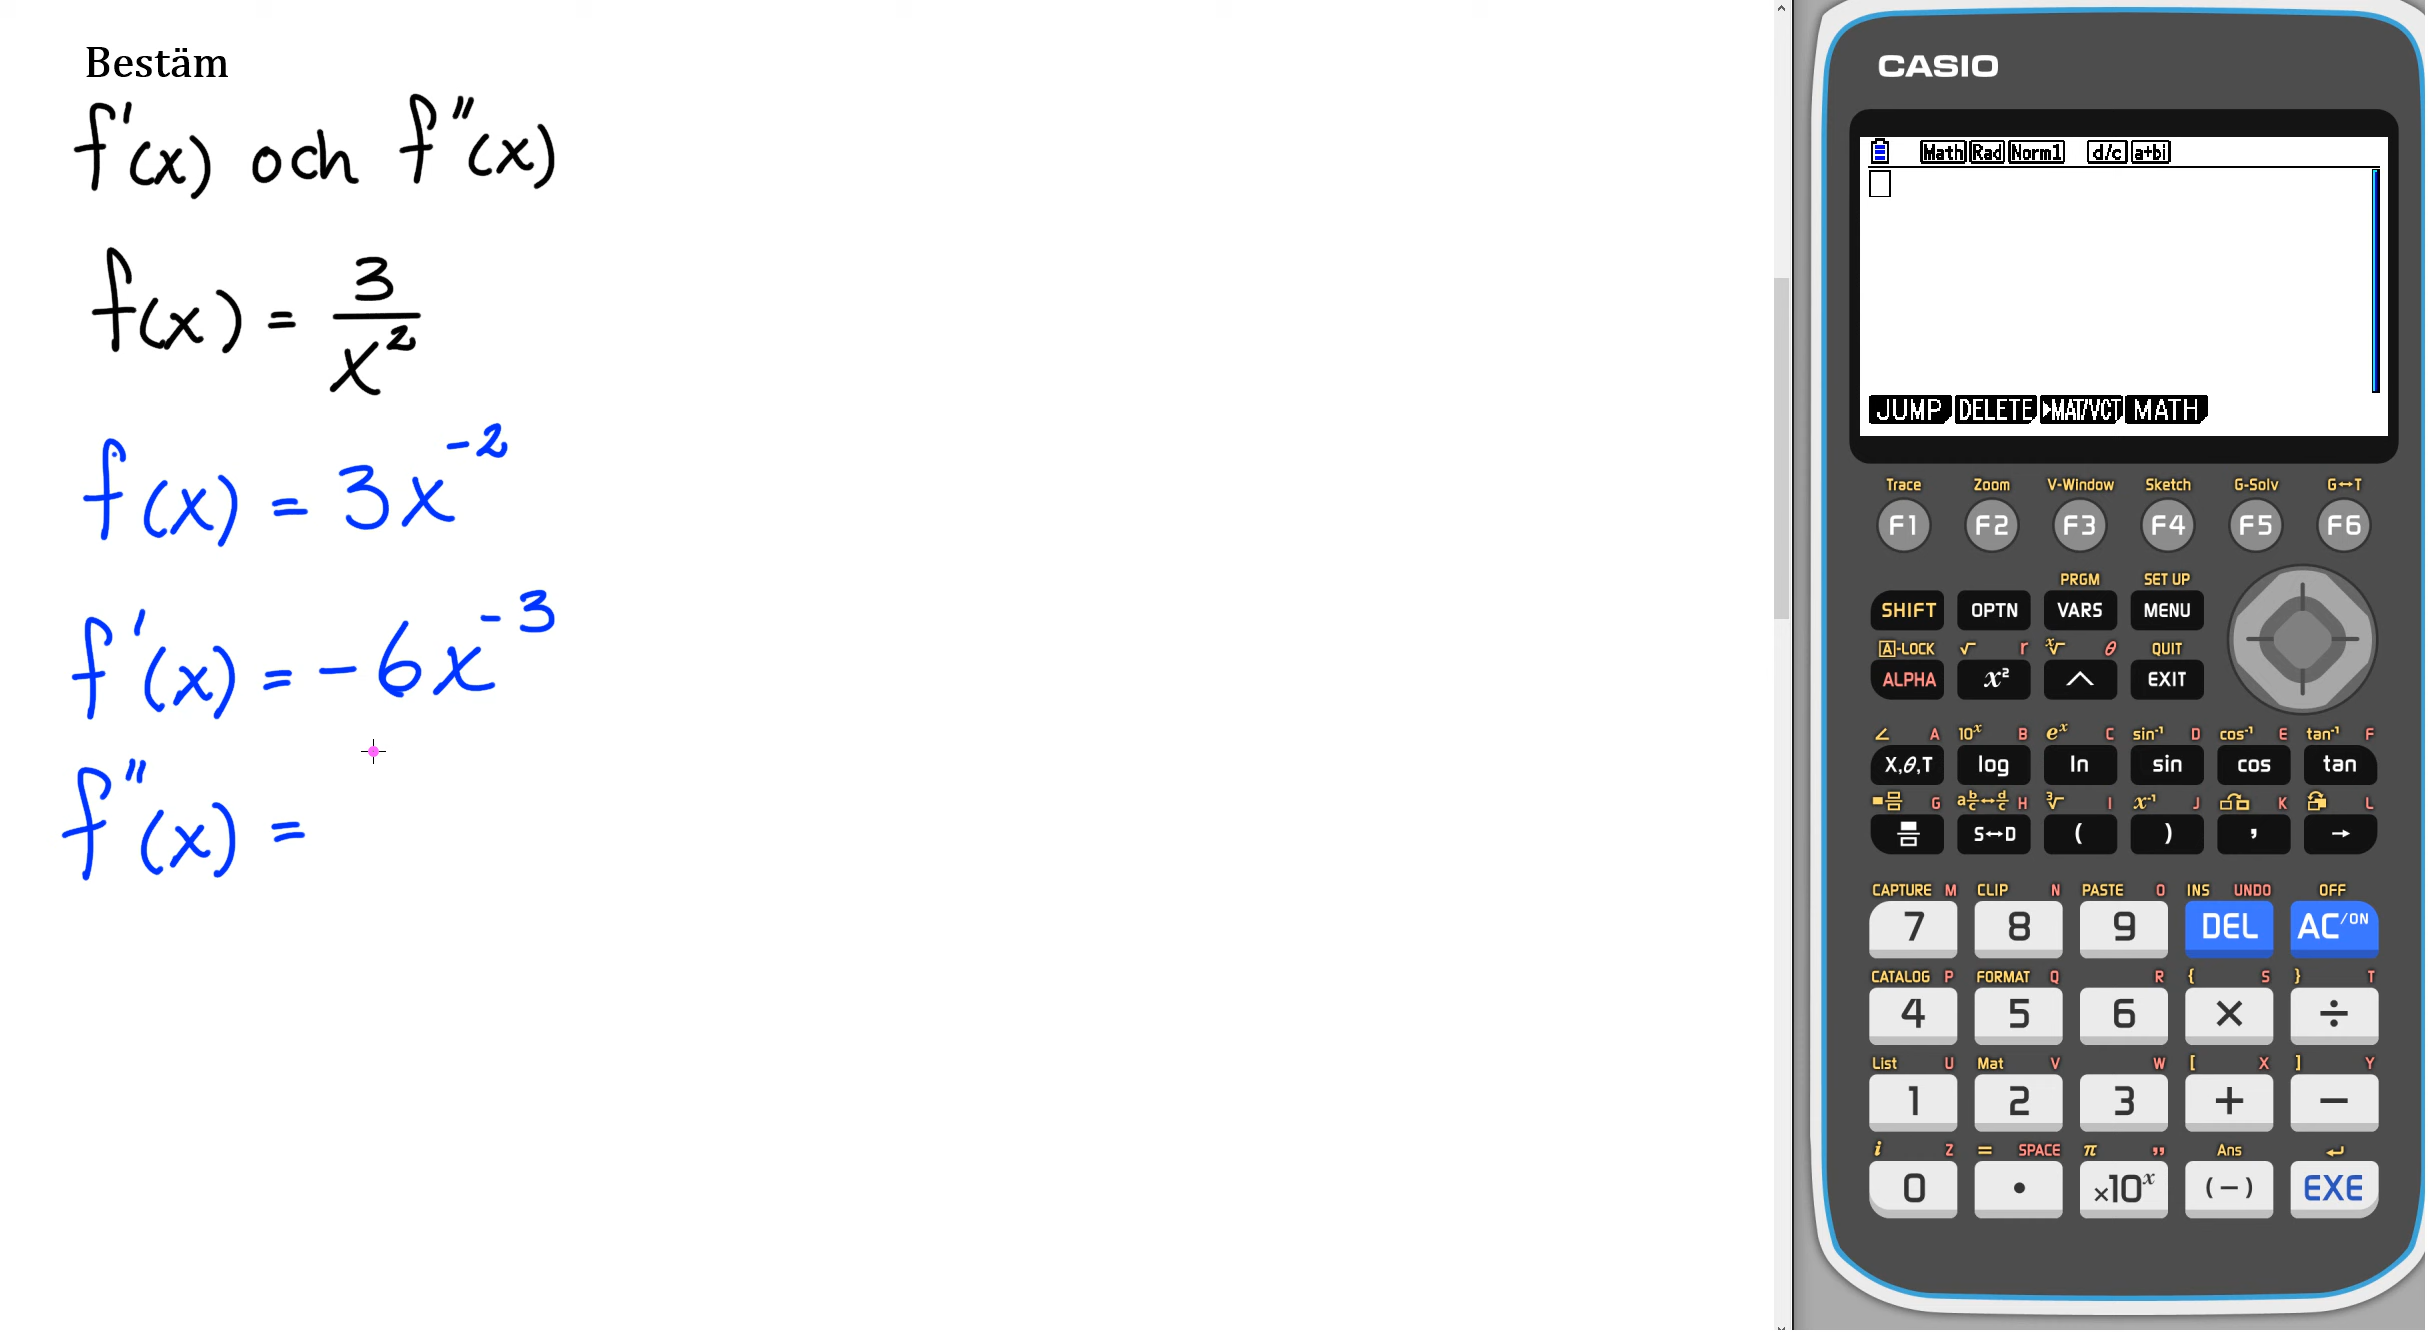 Bestäm
f'(x) och f''(x)
f(x) = 3/x²
f(x) = 3x⁻²
f'(x) = -6x⁻³
f''(x) =
CASIO
Math Rad Norm1 d/c a+bi
JUMP DELETE ▸MAT/VCT MATH
Trace Zoom V-Window Sketch G-Solv G↔T
F1 F2 F3 F4 F5 F6
PRGM SET UP
SHIFT OPTN VARS MENU
A-LOCK √ r ˣ√ θ QUIT
ALPHA x² ^ EXIT
∠ A 10ˣ B eˣ C sin⁻¹ D cos⁻¹ E tan⁻¹ F
X,θ,T log ln sin cos tan
G a b/c↔d/c H ³√ I x⁻¹ J K L
S↔D ( ) , →
CAPTURE M CLIP N PASTE O INS UNDO OFF
7 8 9 DEL AC/ON
CATALOG P FORMAT Q R { S } T
4 5 6 × ÷
List U Mat V W [ X ] Y
1 2 3 + −
i Z = SPACE π " Ans ↵
0 • ×10ˣ (−) EXE